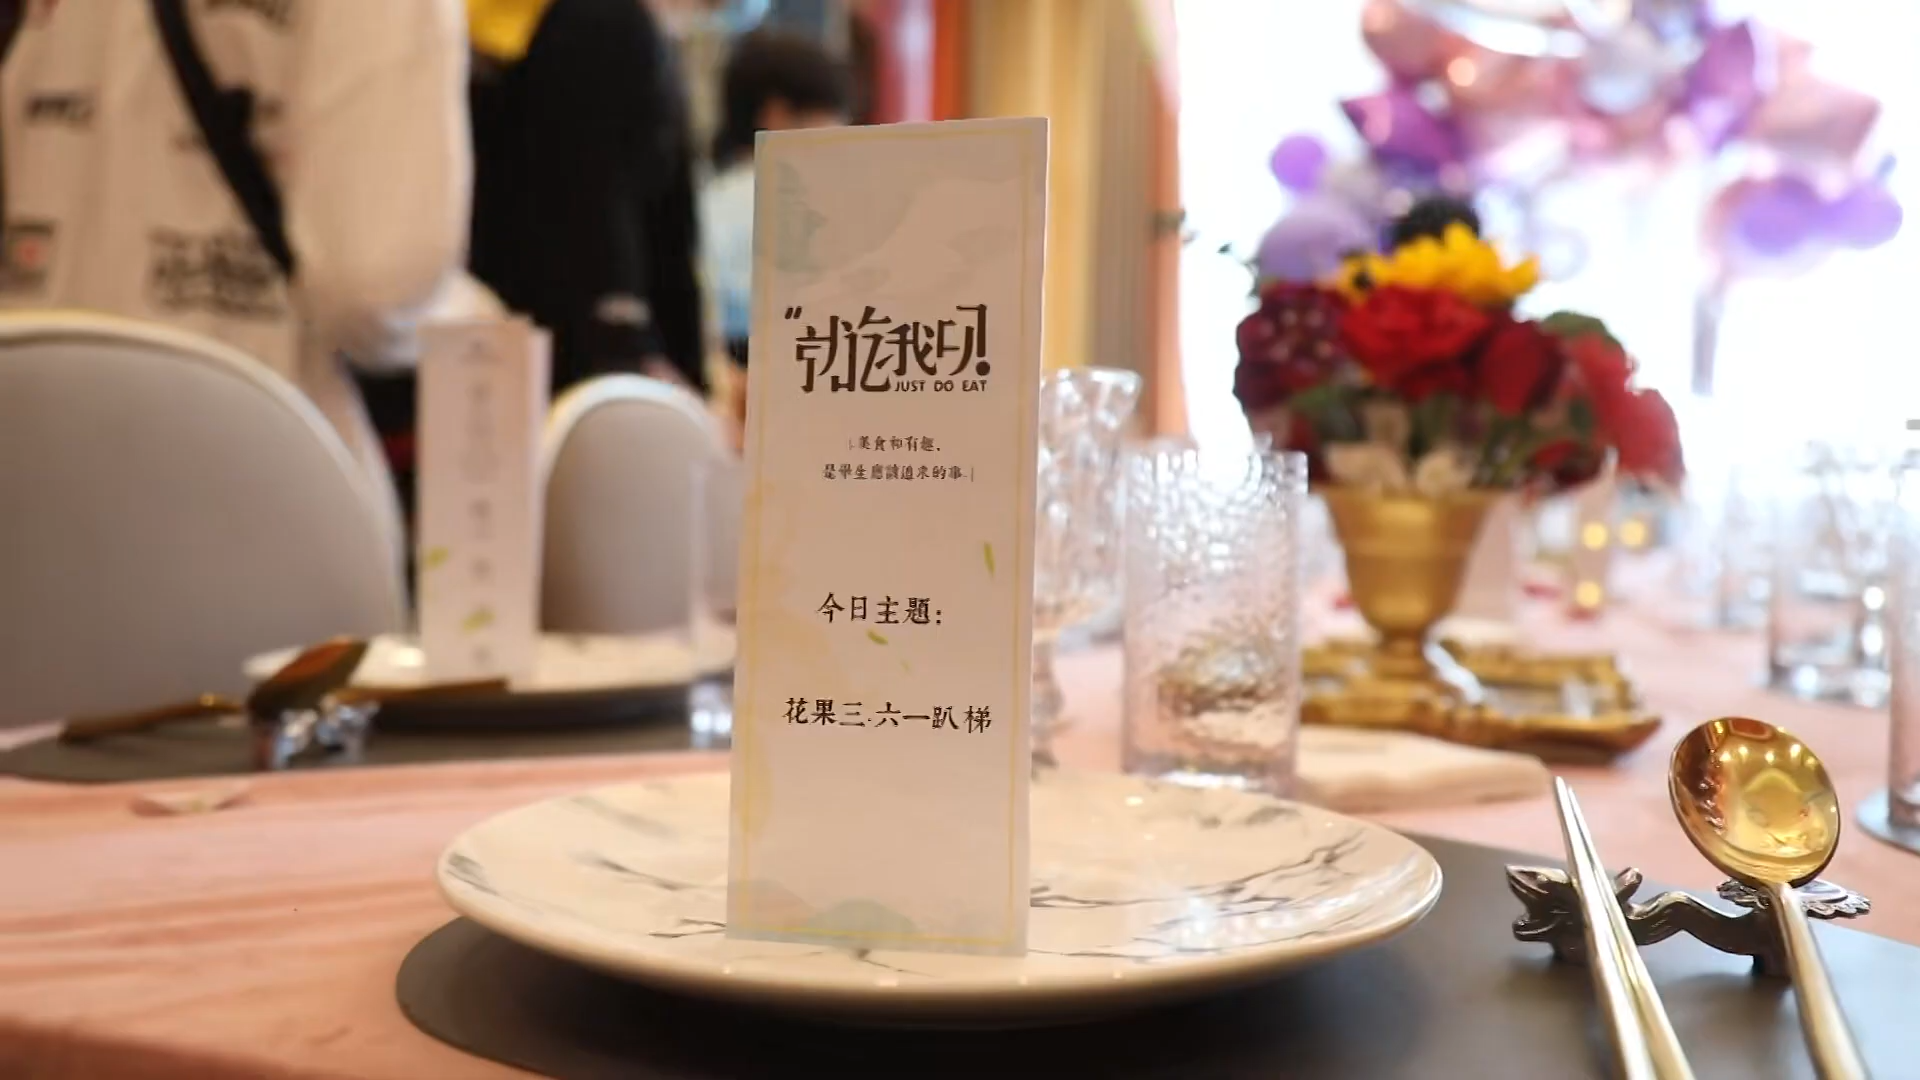 "就吃我叼!
JUST DO EAT
美食和有趣,
是畢生應該追求的事
今日主題:
花果三.六一趴梯